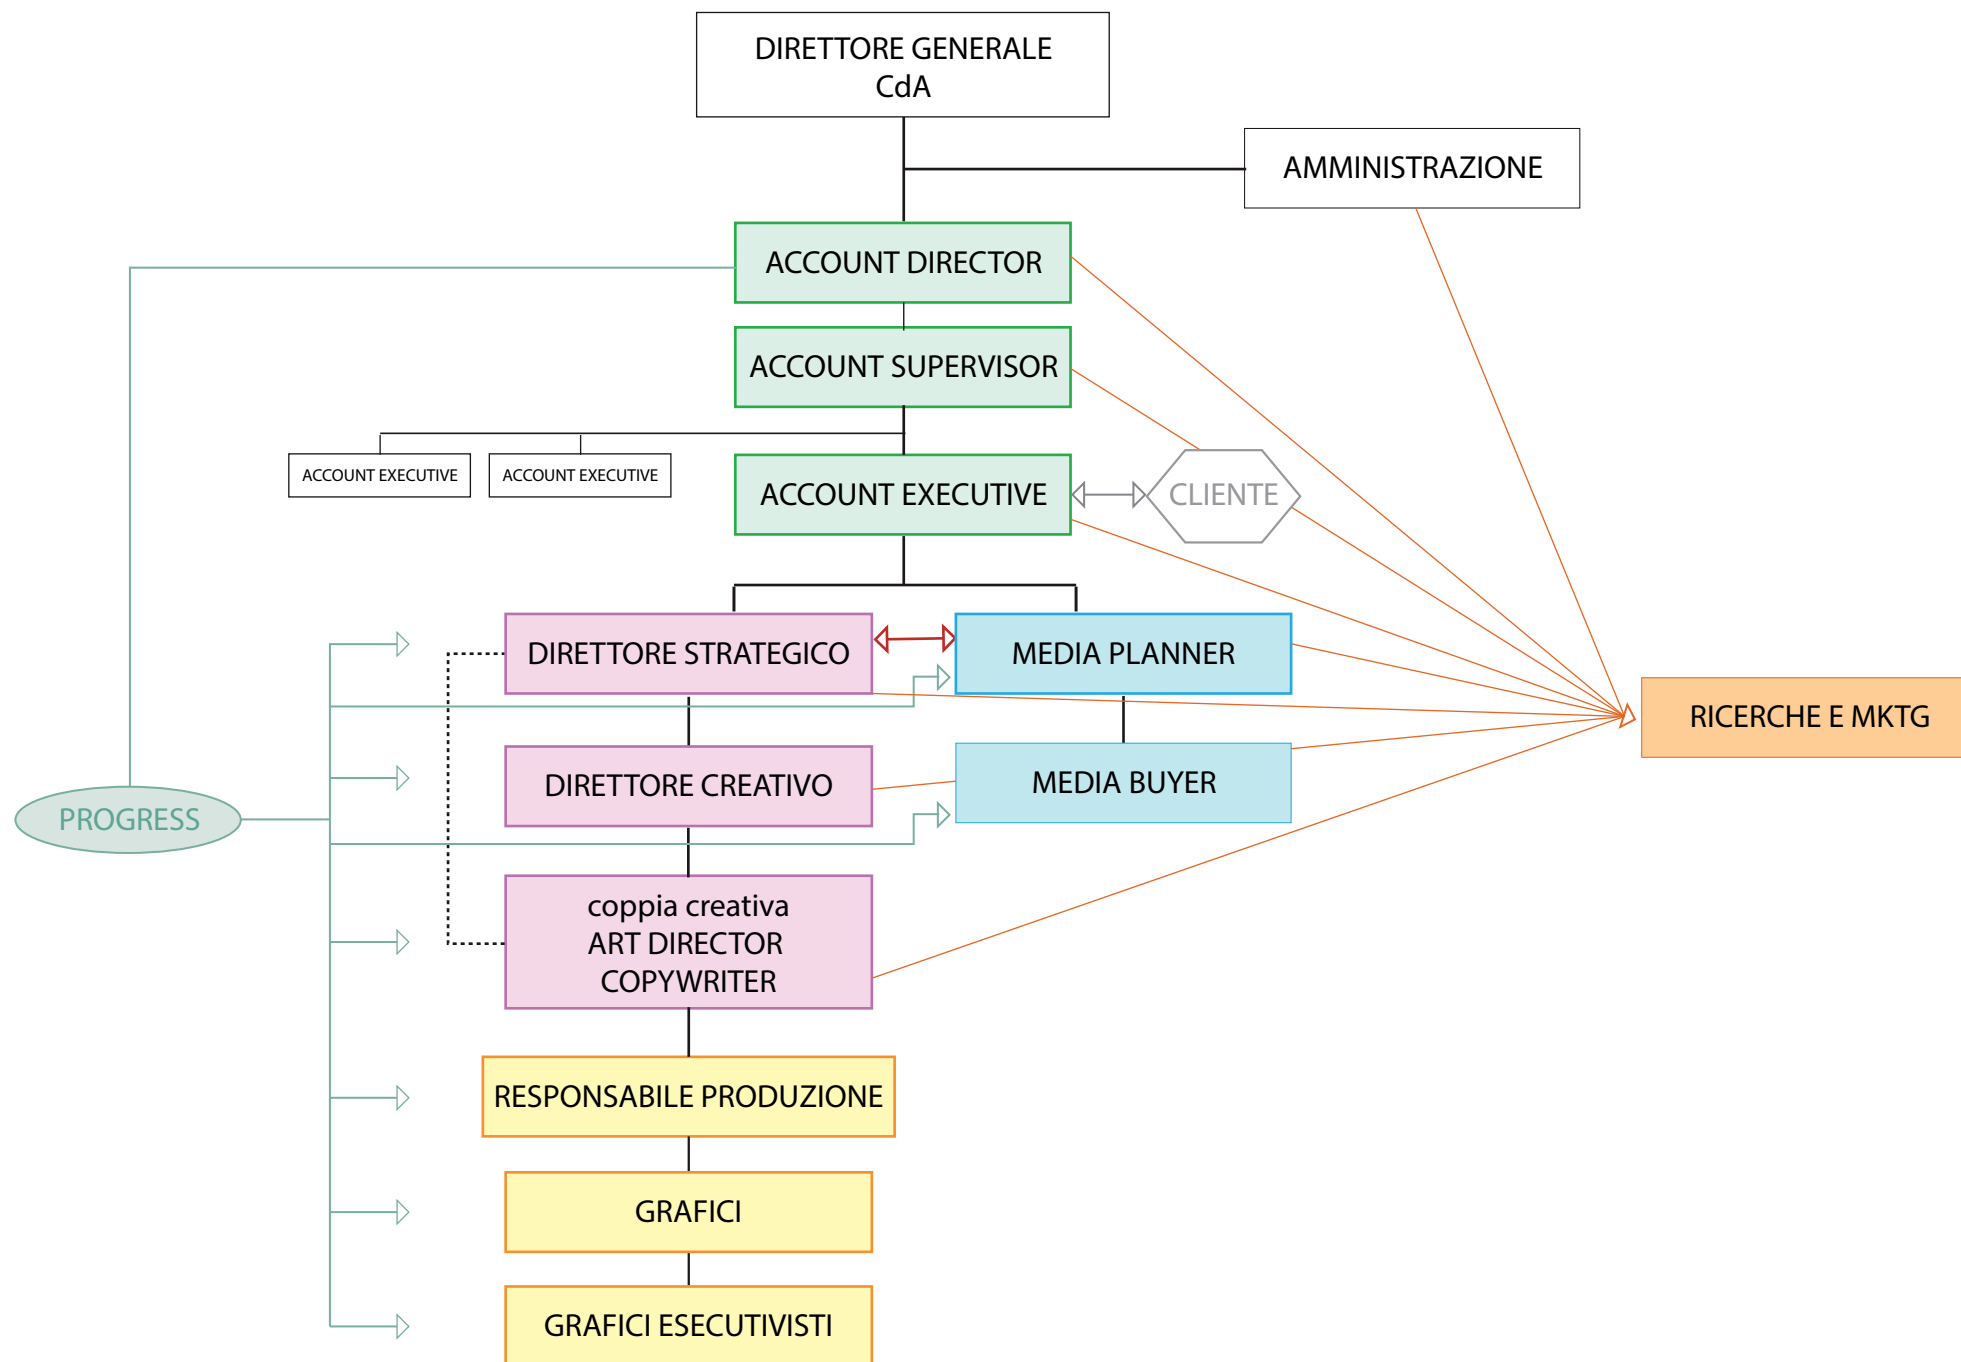 DIRETTORE GENERALE
CdA
AMMINISTRAZIONE
ACCOUNT DIRECTOR
ACCOUNT SUPERVISOR
ACCOUNT EXECUTIVE
ACCOUNT EXECUTIVE
ACCOUNT EXECUTIVE
CLIENTE
DIRETTORE STRATEGICO
MEDIA PLANNER
RICERCHE E MKTG
DIRETTORE CREATIVO
MEDIA BUYER
PROGRESS
coppia creativa
ART DIRECTOR
COPYWRITER
RESPONSABILE PRODUZIONE
GRAFICI
GRAFICI ESECUTIVISTI